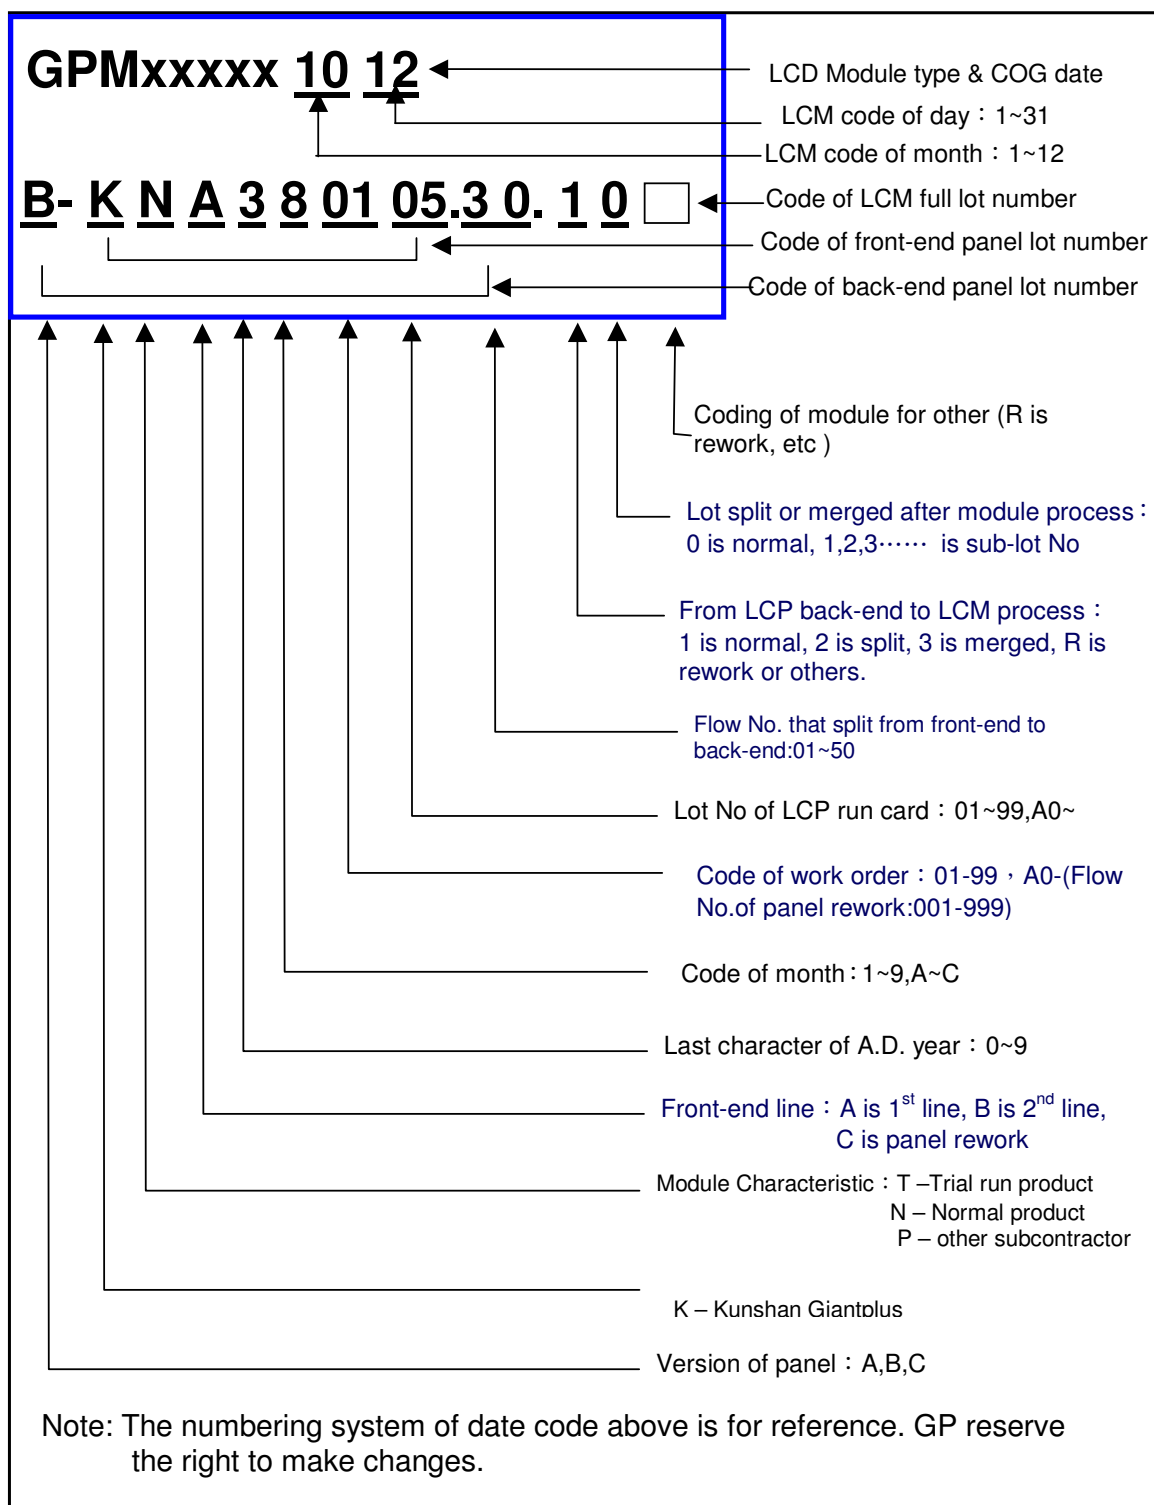 GPMxxxxx 10 12
LCD Module type & COG date
LCM code of day：1~31
LCM code of month：1~12
B- K N A 3 8 01 05.3 0. 1 0
Code of LCM full lot number
Code of front-end panel lot number
Code of back-end panel lot number
Coding of module for other (R is
rework, etc )
Lot split or merged after module process：
0 is normal, 1,2,3⋯⋯ is sub-lot No
From LCP back-end to LCM process：
1 is normal, 2 is split, 3 is merged, R is
rework or others.
Flow No. that split from front-end to
back-end:01~50
Lot No of LCP run card：01~99,A0~
Code of work order：01-99，A0-(Flow
No.of panel rework:001-999)
Code of month：1~9,A~C
Last character of A.D. year：0~9
Front-end line：A is 1st line, B is 2nd line,
C is panel rework
Module Characteristic：T –Trial run product
N – Normal product
P – other subcontractor
K – Kunshan Giantplus
Version of panel：A,B,C
Note: The numbering system of date code above is for reference. GP reserve
the right to make changes.